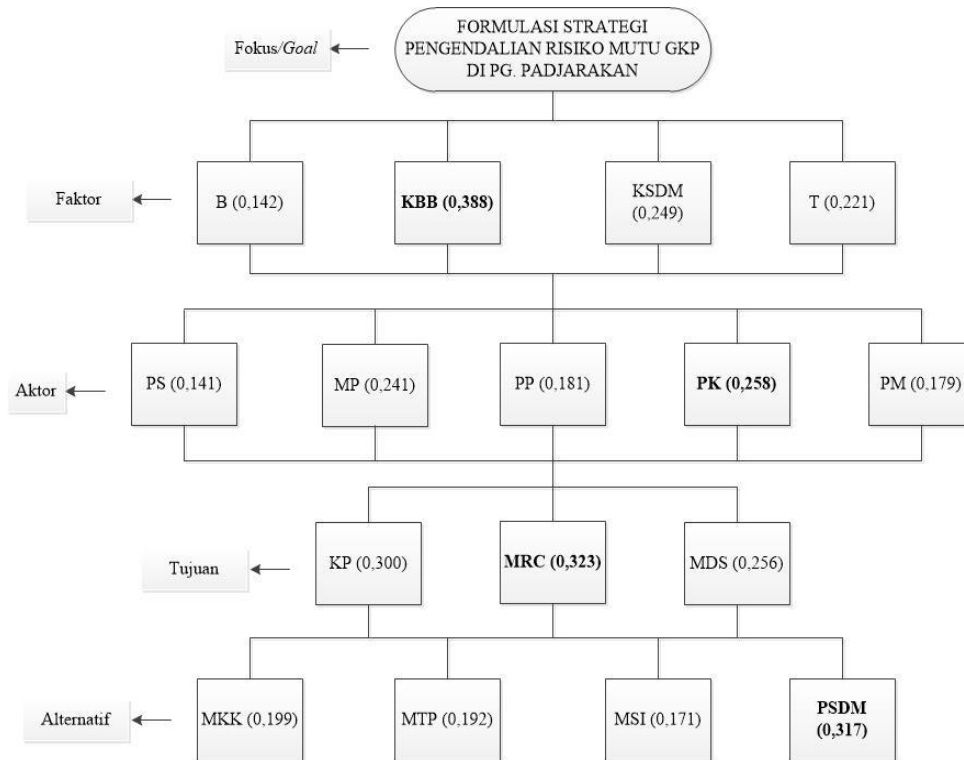 FORMULASI STRATEGI
PENGENDALIAN RISIKO MUTU GKP
DI PG. PADJARAKAN
Fokus/Goal
Faktor
B (0,142)
KBB (0,388)
KSDM
(0,249)
T (0,221)
Aktor
PS (0,141)
MP (0,241)
PP (0,181)
PK (0,258)
PM (0,179)
Tujuan
KP (0,300)
MRC (0,323)
MDS (0,256)
Alternatif
MKK (0,199)
MTP (0,192)
MSI (0,171)
PSDM
(0,317)